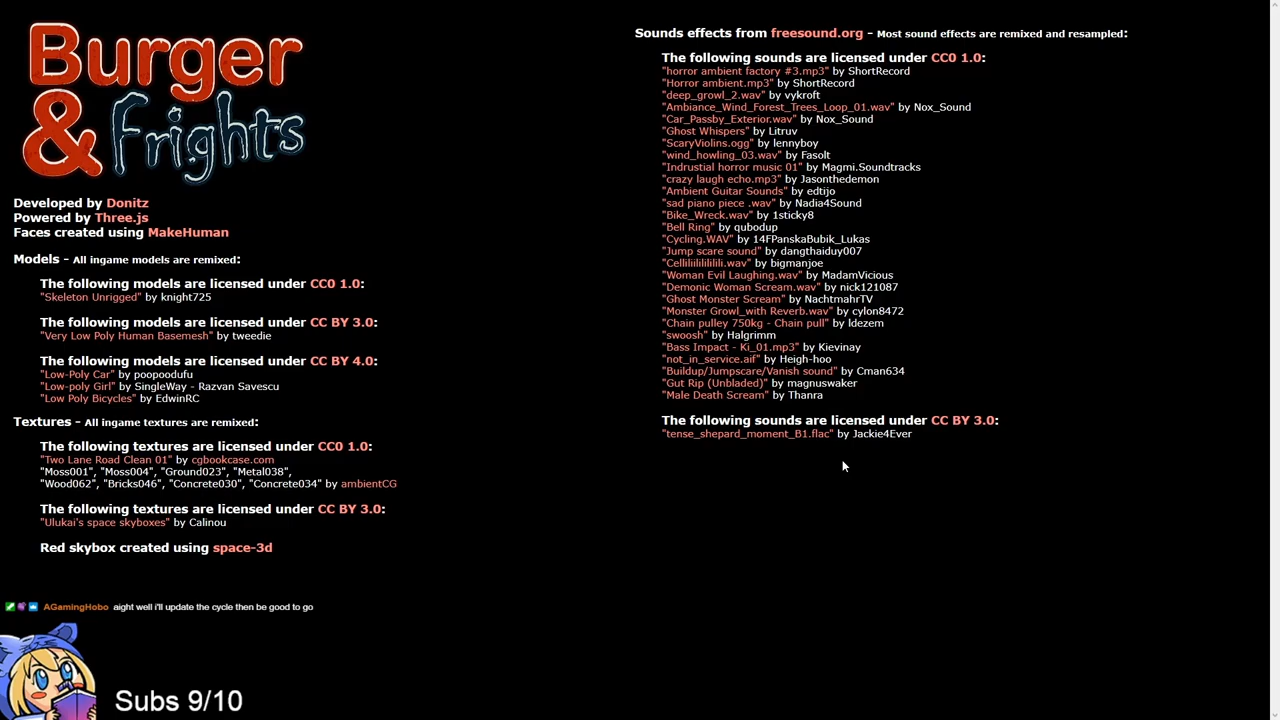 Burger
& Frights
Developed by Donitz
Powered by Three.js
Faces created using MakeHuman
Models - All ingame models are remixed:
The following models are licensed under CC0 1.0:
"Skeleton Unrigged" by knight725
The following models are licensed under CC BY 3.0:
"Very Low Poly Human Basemesh" by tweedie
The following models are licensed under CC BY 4.0:
"Low-Poly Car" by poopoodufu
"Low-poly Girl" by SingleWay - Razvan Savescu
"Low Poly Bicycles" by EdwinRC
Textures - All ingame textures are remixed:
The following textures are licensed under CC0 1.0:
"Two Lane Road Clean 01" by cgbookcase.com
"Moss001", "Moss004", "Ground023", "Metal038",
"Wood062", "Bricks046", "Concrete030", "Concrete034" by ambientCG
The following textures are licensed under CC BY 3.0:
"Ulukai's space skyboxes" by Calinou
Red skybox created using space-3d
Sounds effects from freesound.org - Most sound effects are remixed and resampled:
The following sounds are licensed under CC0 1.0:
"horror ambient factory #3.mp3" by ShortRecord
"Horror ambient.mp3" by ShortRecord
"deep_growl_2.wav" by vykroft
"Ambiance_Wind_Forest_Trees_Loop_01.wav" by Nox_Sound
"Car_Passby_Exterior.wav" by Nox_Sound
"Ghost Whispers" by Litruv
"ScaryViolins.ogg" by lennyboy
"wind_howling_03.wav" by Fasolt
"Indrustial horror music 01" by Magmi.Soundtracks
"crazy laugh echo.mp3" by Jasonthedemon
"Ambient Guitar Sounds" by edtijo
"sad piano piece .wav" by Nadia4Sound
"Bike_Wreck.wav" by 1sticky8
"Bell Ring" by qubodup
"Cycling.WAV" by 14FPanskaBubik_Lukas
"Jump scare sound" by dangthaiduy007
"Celliiiliililili.wav" by bigmanjoe
"Woman Evil Laughing.wav" by MadamVicious
"Demonic Woman Scream.wav" by nick121087
"Ghost Monster Scream" by NachtmahrTV
"Monster Growl_with Reverb.wav" by cylon8472
"Chain pulley 750kg - Chain pull" by ldezem
"swoosh" by Halgrimm
"Bass Impact - Ki_01.mp3" by Kievinay
"not_in_service.aif" by Heigh-hoo
"Buildup/Jumpscare/Vanish sound" by Cman634
"Gut Rip (Unbladed)" by magnuswaker
"Male Death Scream" by Thanra
The following sounds are licensed under CC BY 3.0:
"tense_shepard_moment_B1.flac" by Jackie4Ever
AGamingHobo aight well i'll update the cycle then be good to go
Subs 9/10